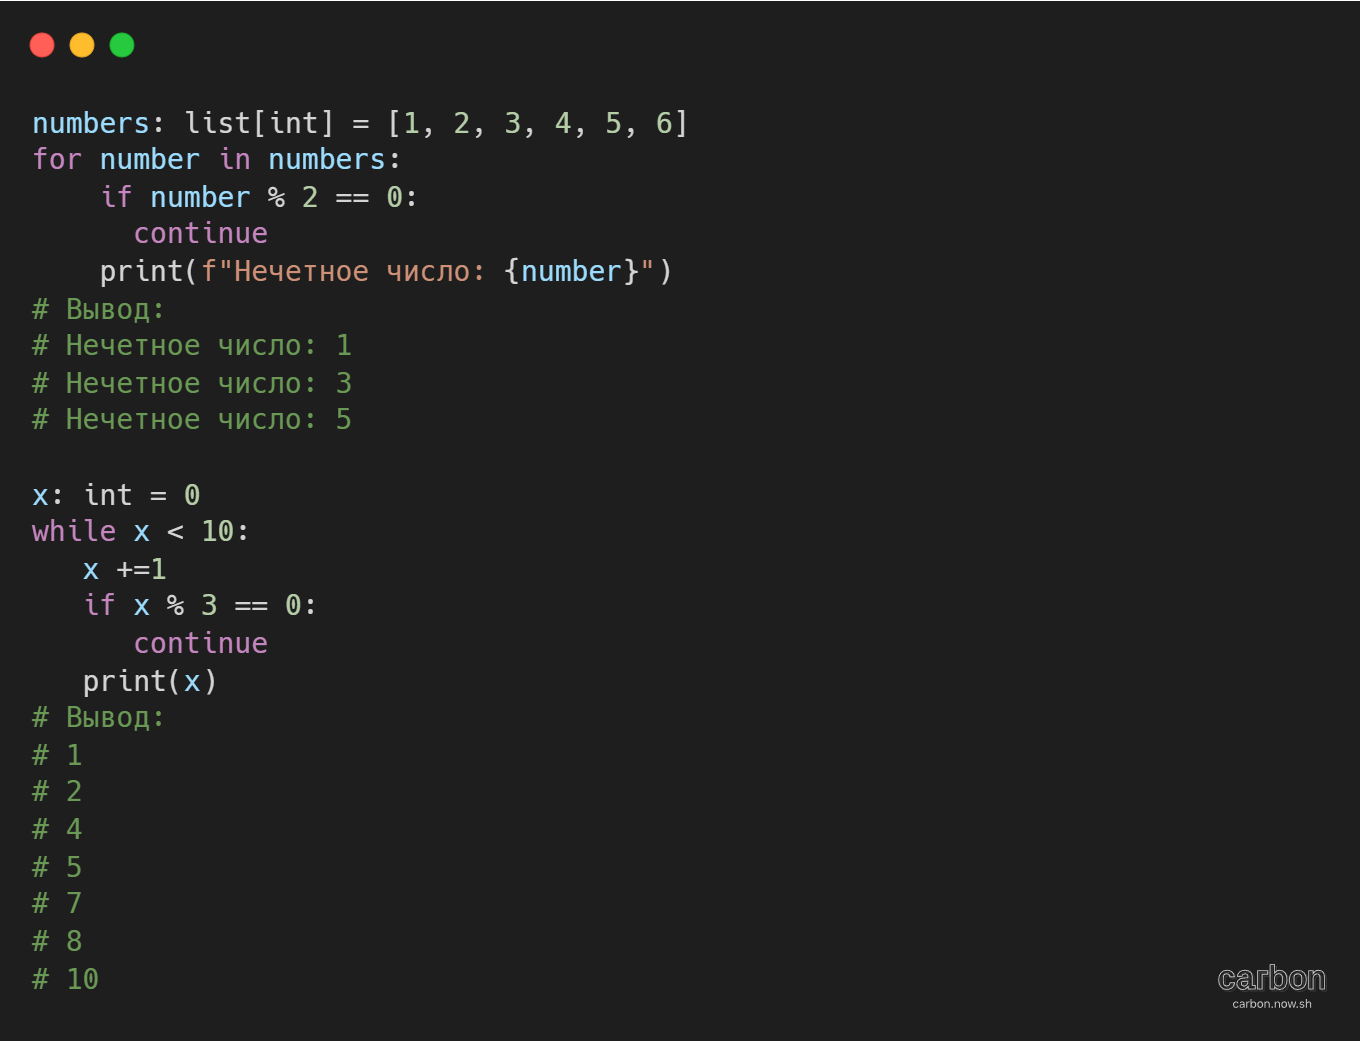 numbers: list[int] = [1, 2, 3, 4, 5, 6]
for number in numbers:
    if number % 2 == 0:
      continue
    print(f"Нечетное число: {number}")
# Вывод:
# Нечетное число: 1
# Нечетное число: 3
# Нечетное число: 5

x: int = 0
while x < 10:
   x +=1
   if x % 3 == 0:
      continue
   print(x)
# Вывод:
# 1
# 2
# 4
# 5
# 7
# 8
# 10
carbon
carbon.now.sh